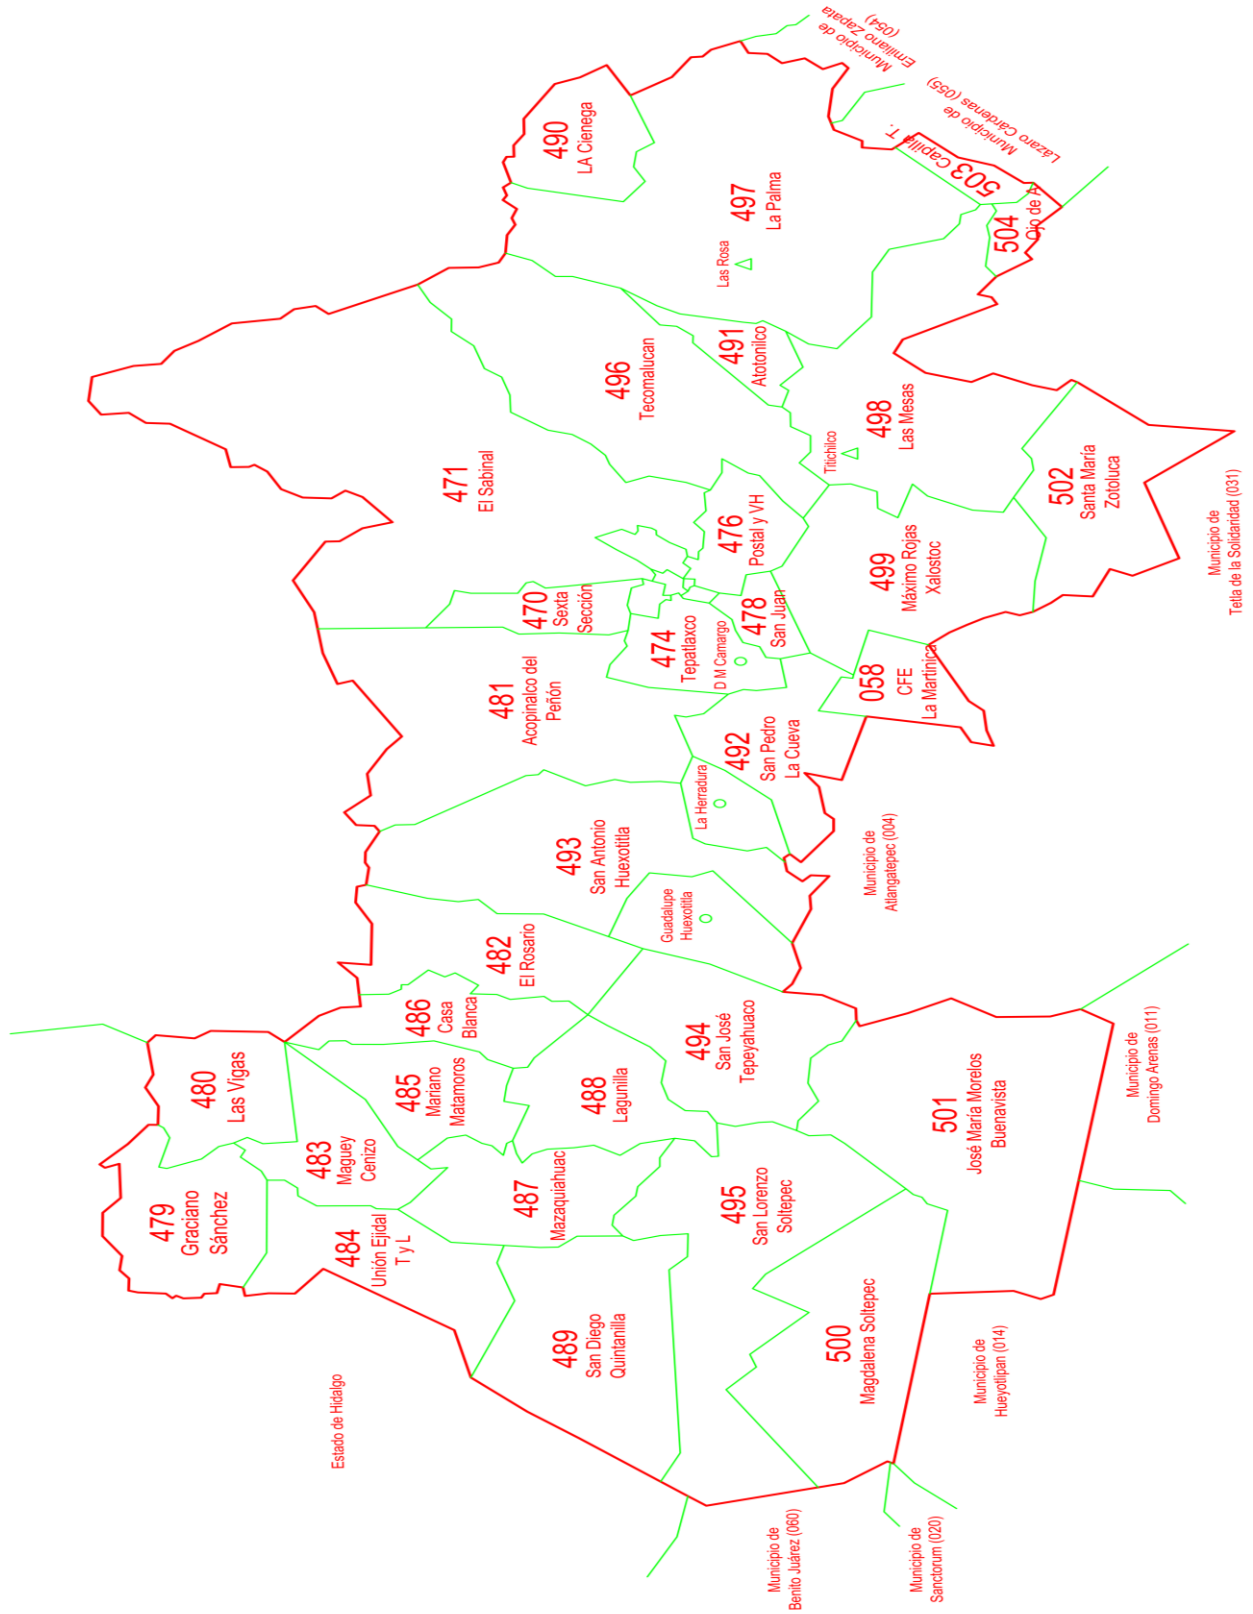 479
Graciano
Sánchez
480
Las Vigas
483
Maguey
Cenizo
484
Unión Ejidal
T y L
Estado de Hidalgo
485
Mariano
Matamoros
486
Casa
Blanca
482
El Rosario
471
El Sabinal
481
Acopinalco del
Peñón
470
Sexta
Sección
490
LA Cienega
487
Mazaquiahuac
489
San Diego
Quintanilla
488
Lagunilla
493
San Antonio
Huexotitla
Guadalupe
Huexotitla
496
Tecomalucan
474
Tepatlaxco
D M Camargo
La Herradura
476
Postal y VH
478
San Juan
492
San Pedro
La Cueva
494
San José
Tepeyahuaco
495
San Lorenzo
Soltepec
491
Atotonilco
Las Rosa
497
La Palma
Titichilco
498
Las Mesas
499
Máximo Rojas
Xalostoc
058
CFE
La Martinica
500
Magdalena Soltepec
501
José María Morelos
Buenavista
502
Santa María
Zotoluca
503 Capilla T.
504
Ojo de A
Municipio de
Emiliano Zapata
(054)
Municipio de
Lázaro Cárdenas (055)
Municipio de
Benito Juárez (060)
Municipio de
Sanctorum (020)
Municipio de
Hueyotlipan (014)
Municipio de
Atlangatepec (004)
Municipio de
Domingo Arenas (011)
Municipio de
Tetla de la Solidaridad (031)